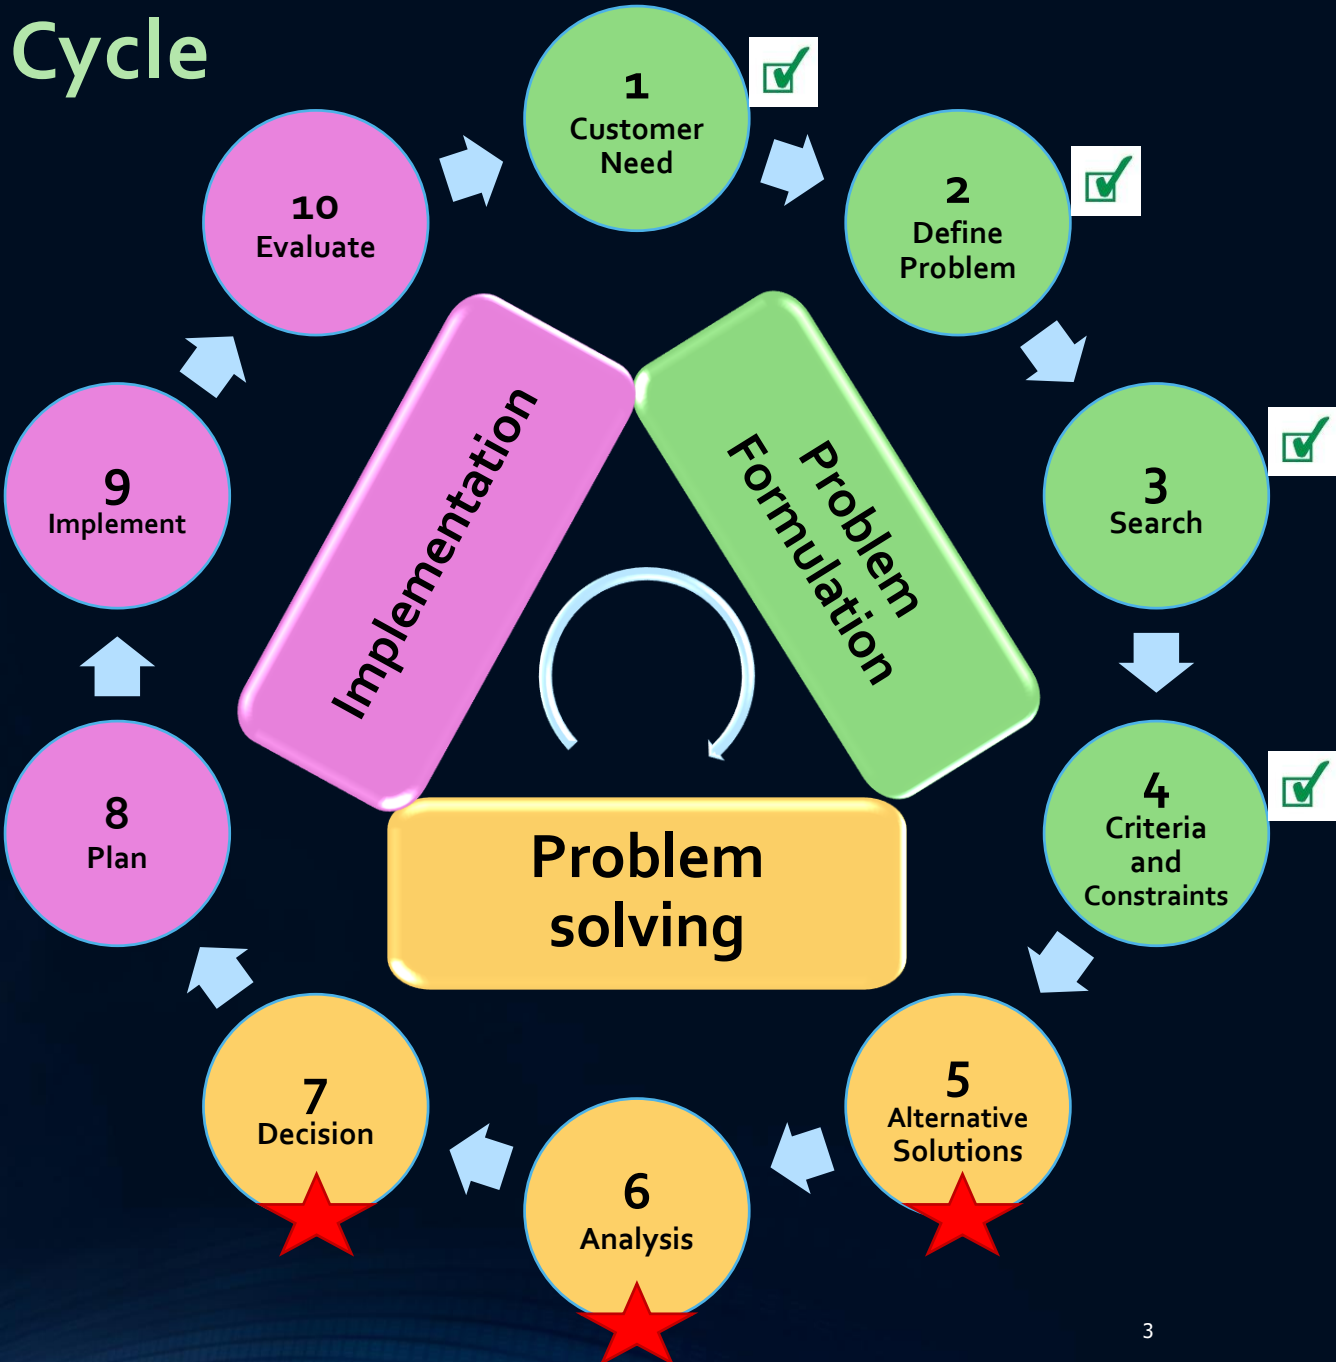 Cycle
1
Customer
Need
2
Define
Problem
3
Search
4
Criteria
and
Constraints
5
Alternative
Solutions
6
Analysis
7
Decision
8
Plan
9
Implement
10
Evaluate
Implementation
Problem
Formulation
Problem
solving
3